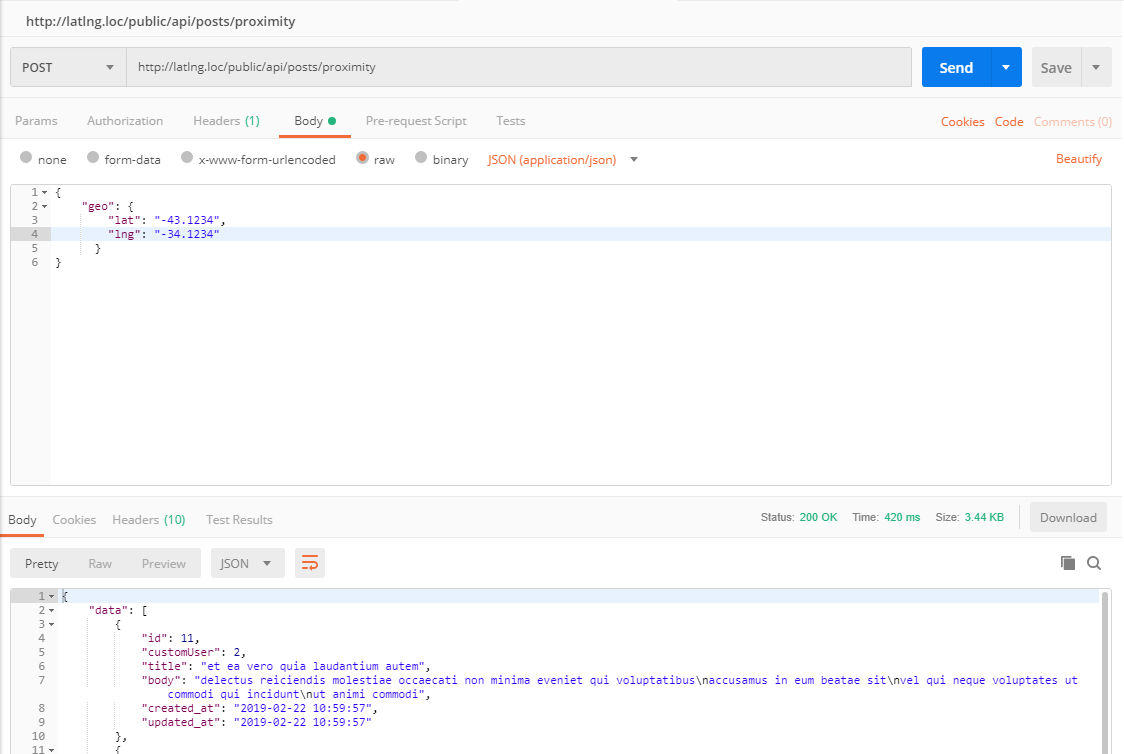 http://latlng.loc/public/api/posts/proximity
POST http://latlng.loc/public/api/posts/proximity Send Save
Params Authorization Headers (1) Body Pre-request Script Tests Cookies Code Comments (0)
none form-data x-www-form-urlencoded raw binary JSON (application/json) Beautify
1 {
2 "geo": {
3 "lat": "-43.1234",
4 "lng": "-34.1234"
5 }
6 }
Body Cookies Headers (10) Test Results Status: 200 OK Time: 420 ms Size: 3.44 KB Download
Pretty Raw Preview JSON
1 {
2 "data": [
3 {
4 "id": 11,
5 "customUser": 2,
6 "title": "et ea vero quia laudantium autem",
7 "body": "delectus reiciendis molestiae occaecati non minima eveniet qui voluptatibus\naccusamus in eum beatae sit\nvel qui neque voluptates ut
commodi qui incidunt\nut animi commodi",
8 "created_at": "2019-02-22 10:59:57",
9 "updated_at": "2019-02-22 10:59:57"
10 },
11 {